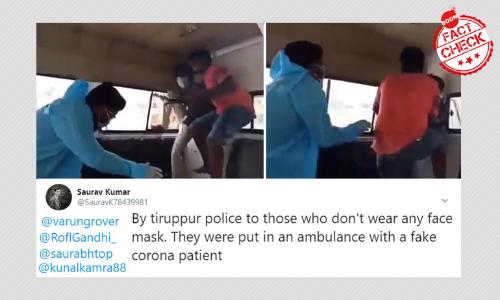 BOOM
FACT
CHECK
Saurav Kumar
@SauravK78439981
@varungrover
@RoflGandhi_
@saurabhtop
@kunalkamra88
By tiruppur police to those who don't wear any face
mask. They were put in an ambulance with a fake
corona patient